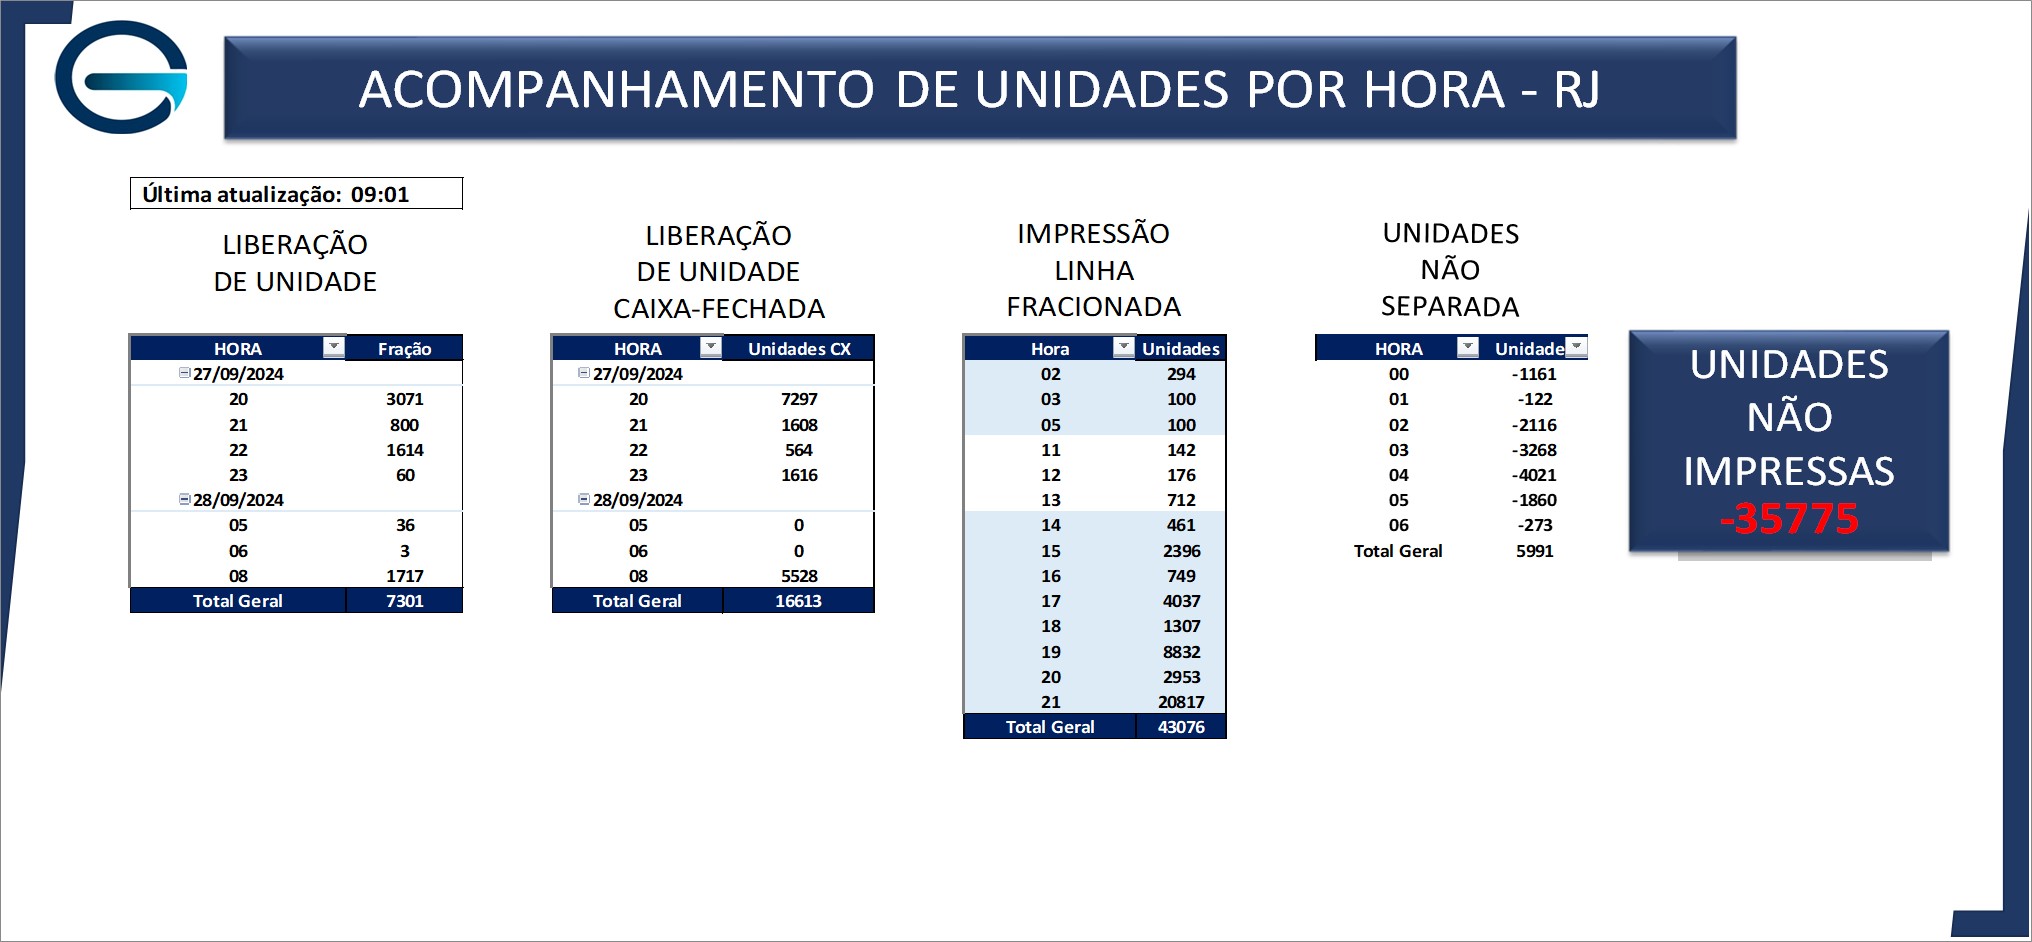 ACOMPANHAMENTO DE UNIDADES POR HORA - RJ
Última atualização: 09:01
LIBERAÇÃO
DE UNIDADE
HORA Fração
27/09/2024
20 3071
21 800
22 1614
23 60
28/09/2024
05 36
06 3
08 1717
Total Geral 7301
LIBERAÇÃO
DE UNIDADE
CAIXA-FECHADA
HORA Unidades CX
27/09/2024
20 7297
21 1608
22 564
23 1616
28/09/2024
05 0
06 0
08 5528
Total Geral 16613
IMPRESSÃO
LINHA
FRACIONADA
Hora Unidades
02 294
03 100
05 100
11 142
12 176
13 712
14 461
15 2396
16 749
17 4037
18 1307
19 8832
20 2953
21 20817
Total Geral 43076
UNIDADES
NÃO
SEPARADA
HORA Unidade
00 -1161
01 -122
02 -2116
03 -3268
04 -4021
05 -1860
06 -273
Total Geral 5991
UNIDADES
NÃO
IMPRESSAS
-35775